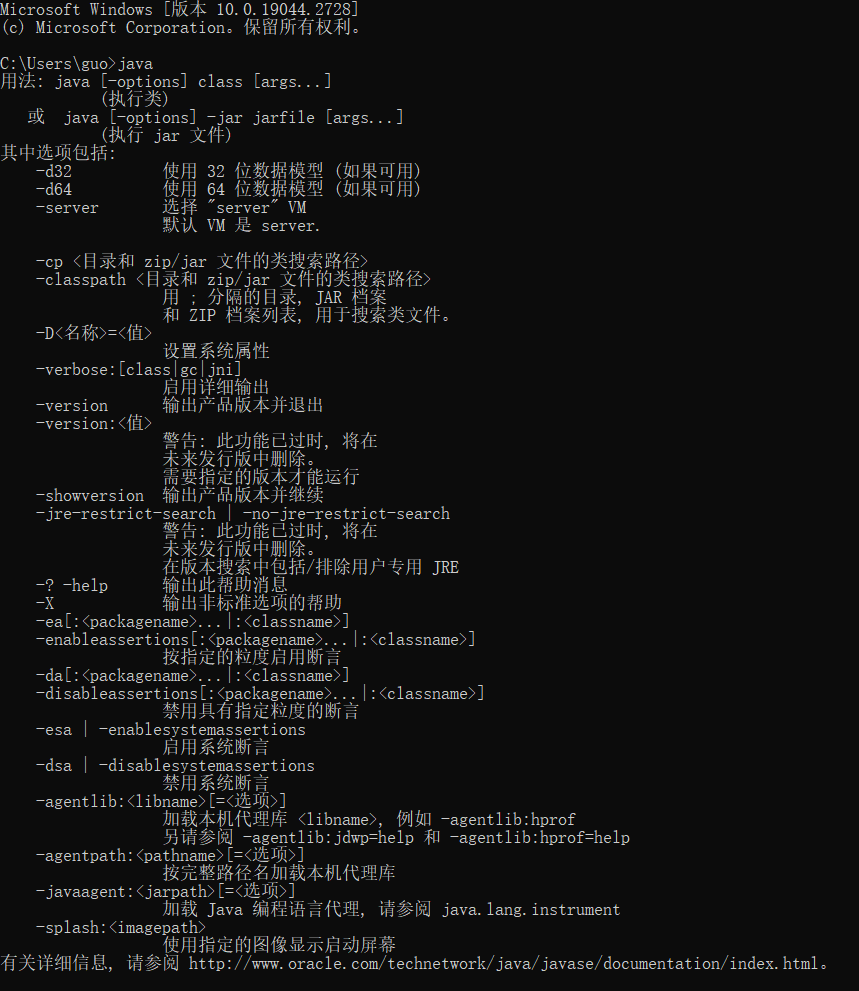 Microsoft Windows [版本 10.0.19044.2728]
(c) Microsoft Corporation。保留所有权利。
C:\Users\guo>java
用法: java [-options] class [args...]
(执行类)
或 java [-options] -jar jarfile [args...]
(执行 jar 文件)
其中选项包括:
-d32 使用 32 位数据模型 (如果可用)
-d64 使用 64 位数据模型 (如果可用)
-server 选择 "server" VM
默认 VM 是 server.
-cp <目录和 zip/jar 文件的类搜索路径>
-classpath <目录和 zip/jar 文件的类搜索路径>
用 ; 分隔的目录, JAR 档案
和 ZIP 档案列表, 用于搜索类文件。
-D<名称>=<值>
设置系统属性
-verbose:[class|gc|jni]
启用详细输出
-version 输出产品版本并退出
-version:<值>
警告: 此功能已过时, 将在
未来发行版中删除。
需要指定的版本才能运行
-showversion 输出产品版本并继续
-jre-restrict-search | -no-jre-restrict-search
警告: 此功能已过时, 将在
未来发行版中删除。
在版本搜索中包括/排除用户专用 JRE
-? -help 输出此帮助消息
-X 输出非标准选项的帮助
-ea[:<packagename>...|:<classname>]
-enableassertions[:<packagename>...|:<classname>]
按指定的粒度启用断言
-da[:<packagename>...|:<classname>]
-disableassertions[:<packagename>...|:<classname>]
禁用具有指定粒度的断言
-esa | -enablesystemassertions
启用系统断言
-dsa | -disablesystemassertions
禁用系统断言
-agentlib:<libname>[=<选项>]
加载本机代理库 <libname>, 例如 -agentlib:hprof
另请参阅 -agentlib:jdwp=help 和 -agentlib:hprof=help
-agentpath:<pathname>[=<选项>]
按完整路径名加载本机代理库
-javaagent:<jarpath>[=<选项>]
加载 Java 编程语言代理, 请参阅 java.lang.instrument
-splash:<imagepath>
使用指定的图像显示启动屏幕
有关详细信息, 请参阅 http://www.oracle.com/technetwork/java/javase/documentation/index.html。